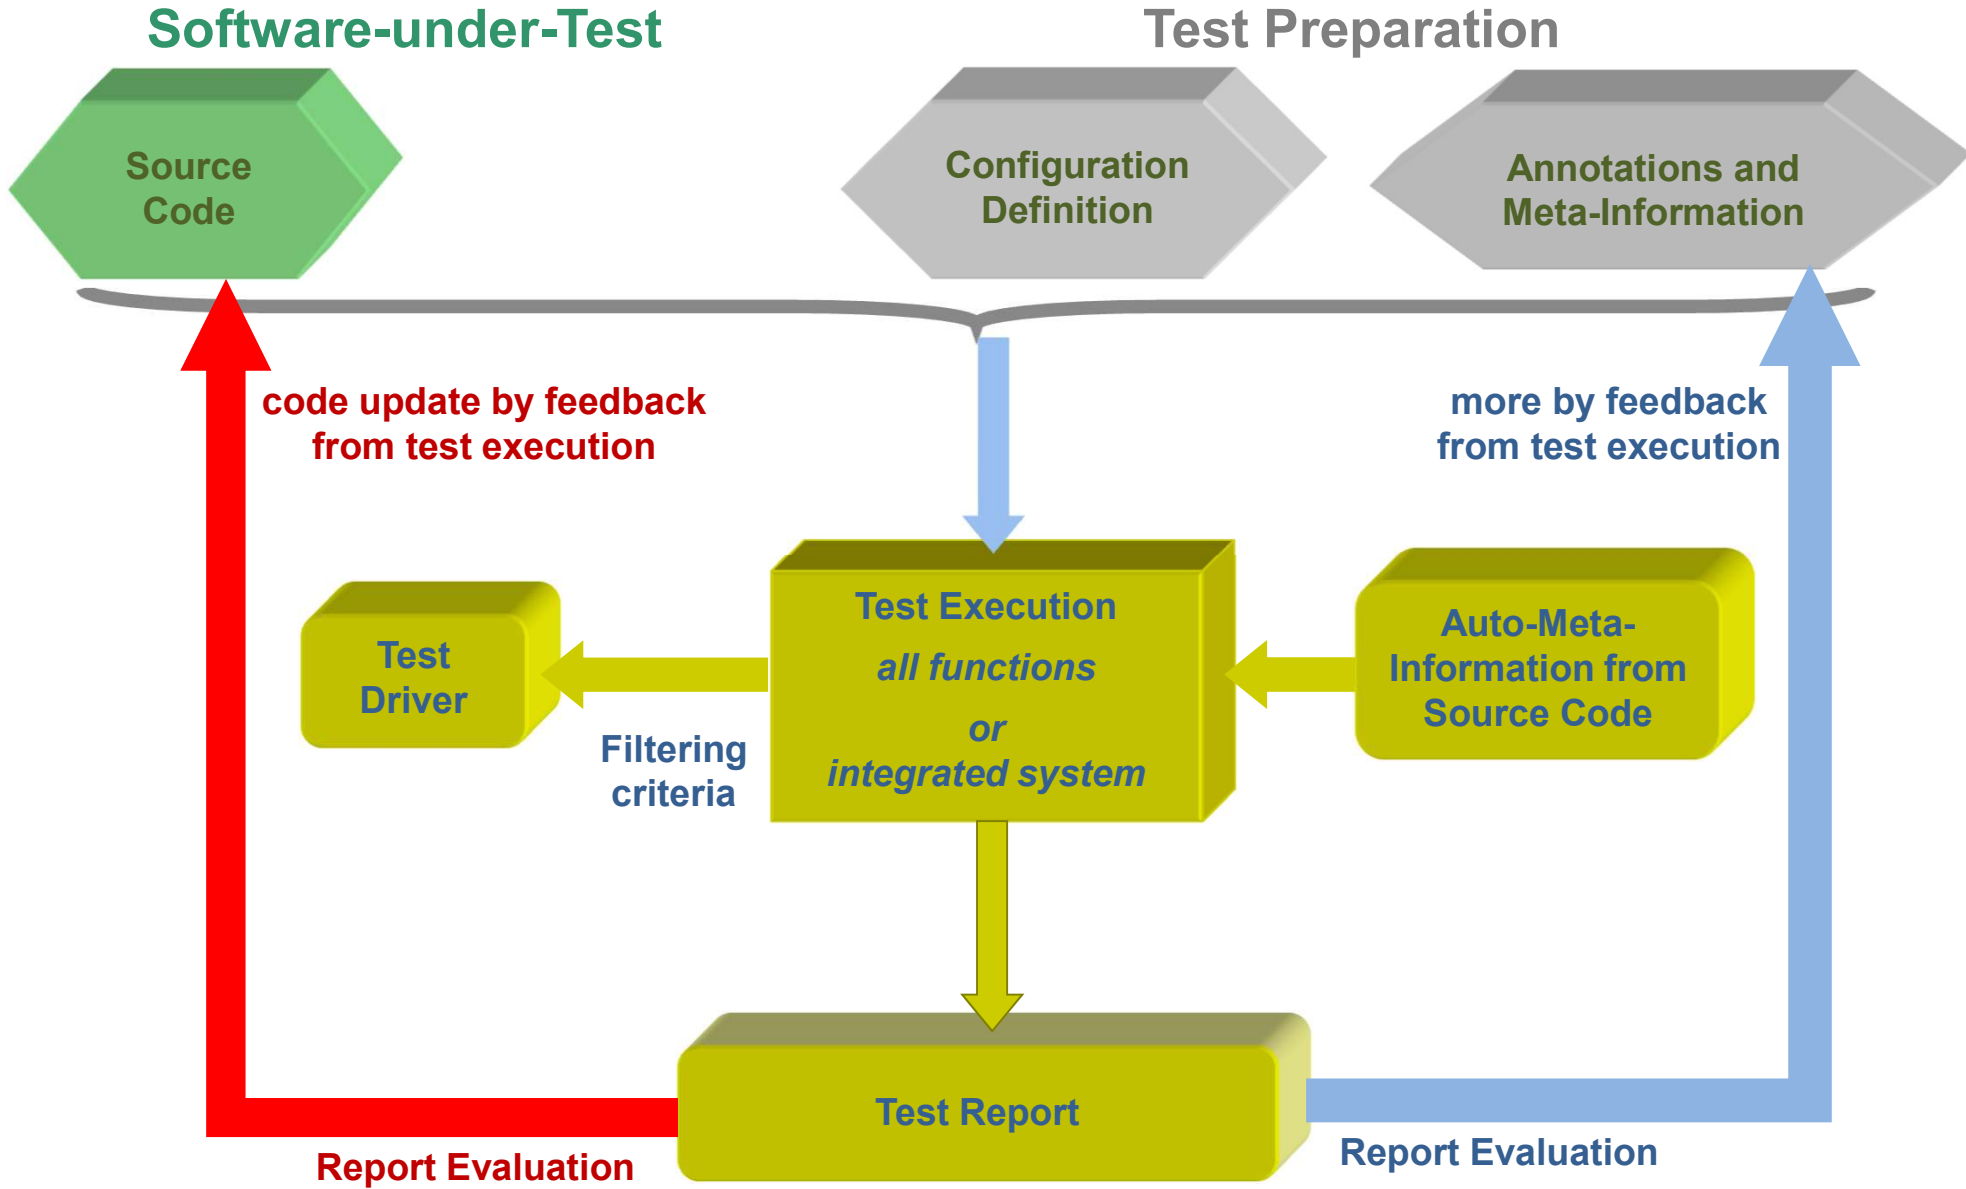 Software-under-Test
Test Preparation
Source
Code
Configuration
Definition
Annotations and
Meta-Information
code update by feedback
from test execution
more by feedback
from test execution
Test
Driver
Filtering
criteria
Test Execution
all functions
or
integrated system
Auto-Meta-
Information from
Source Code
Test Report
Report Evaluation
Report Evaluation